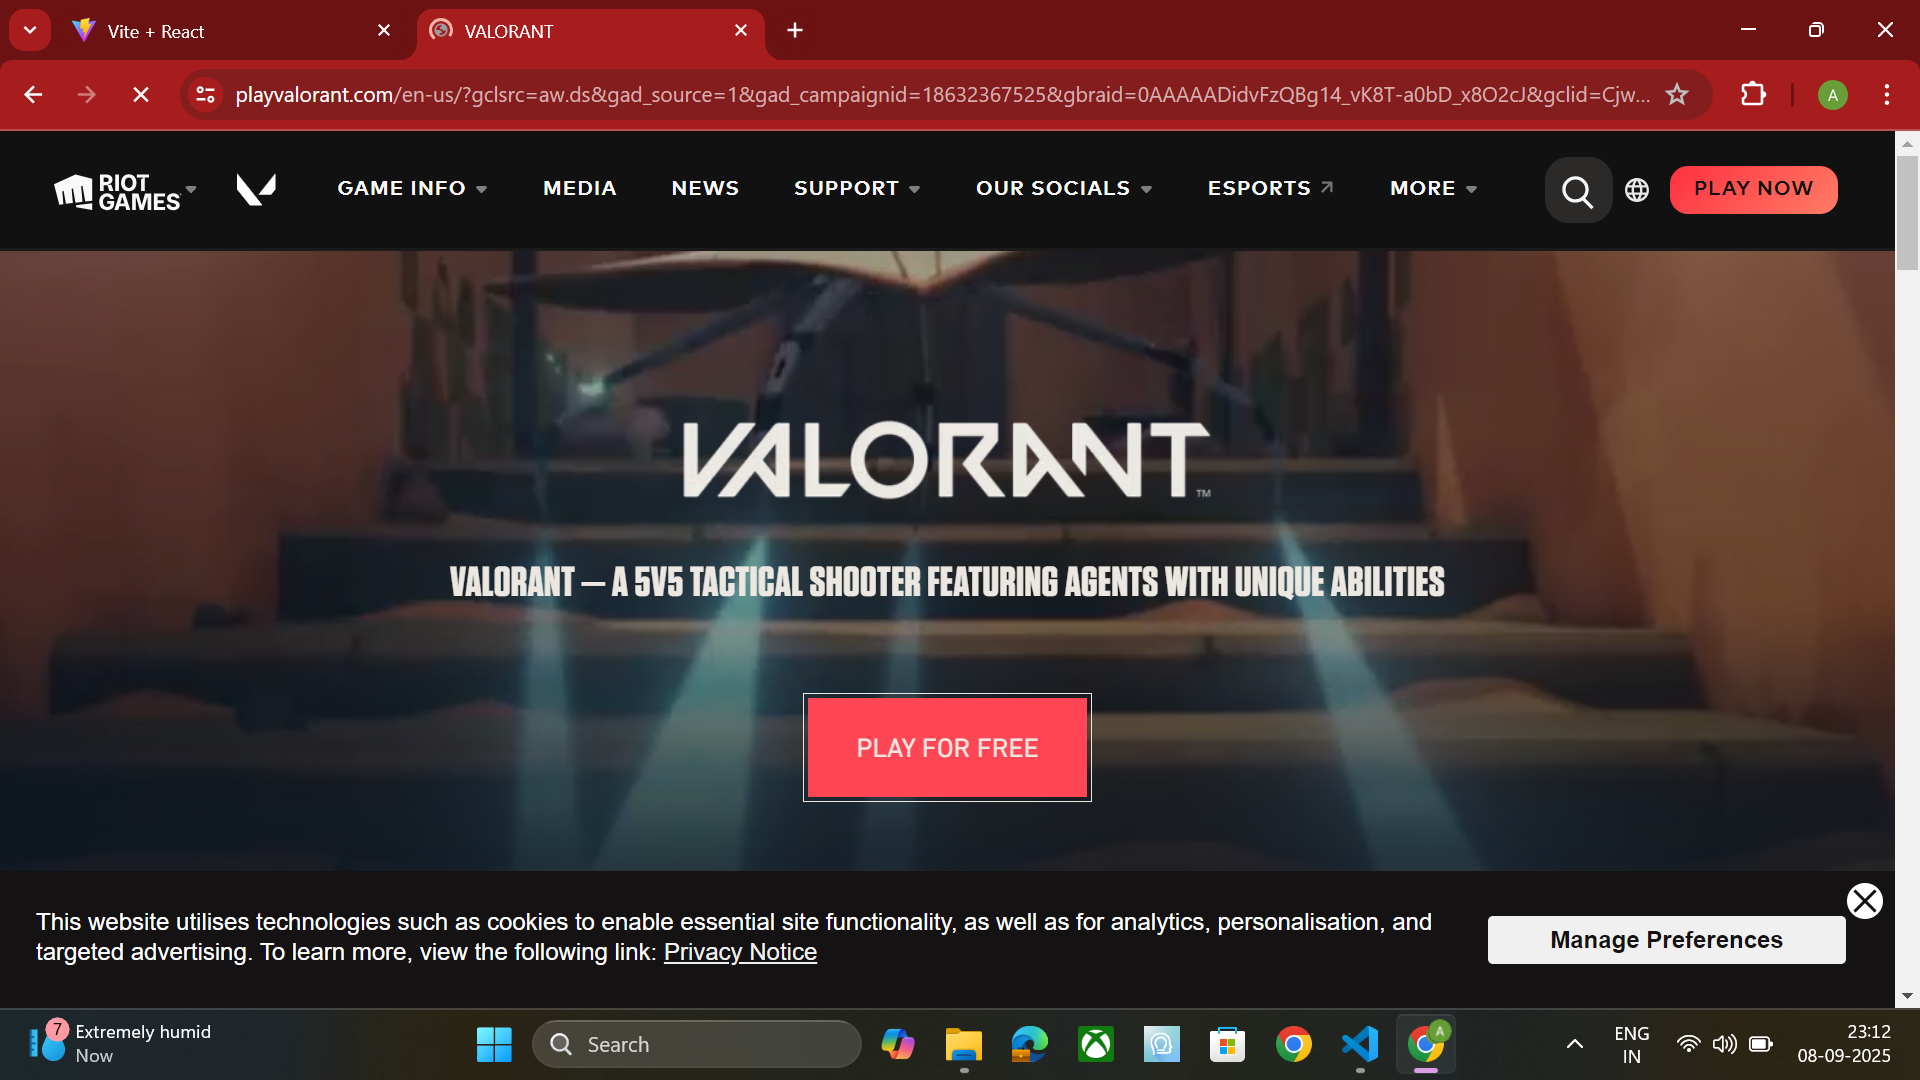 Vite + React
VALORANT
playvalorant.com/en-us/?gclsrc=aw.ds&gad_source=1&gad_campaignid=18632367525&gbraid=0AAAAADidvFzQBg14_vK8T-a0bD_x8O2cJ&gclid=Cjw...
A
RIOT GAMES
GAME INFO
MEDIA
NEWS
SUPPORT
OUR SOCIALS
ESPORTS
MORE
PLAY NOW
VALORANT™
VALORANT — A 5V5 TACTICAL SHOOTER FEATURING AGENTS WITH UNIQUE ABILITIES
PLAY FOR FREE
This website utilises technologies such as cookies to enable essential site functionality, as well as for analytics, personalisation, and
targeted advertising. To learn more, view the following link: Privacy Notice
Manage Preferences
7
Extremely humid
Now
Search
A
ENG
IN
23:12
08-09-2025